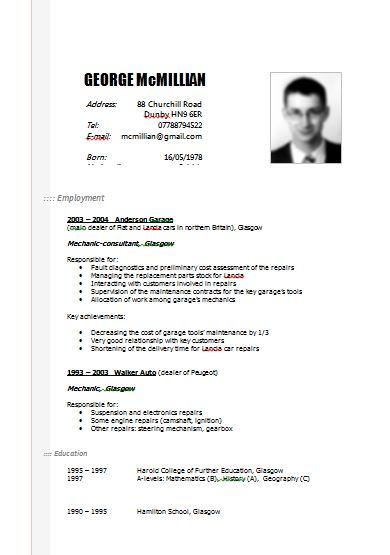 GEORGE McMILLIAN
Address: 88 Churchill Road
Dunby HN9 6ER
Tel: 07788794522
E-mail: mcmillian@gmail.com
Born: 16/05/1978
:::: Employment
2003 – 2004 Anderson Garage
(main dealer of Fiat and Lancia cars in northern Britain), Glasgow
Mechanic-consultant, Glasgow
Responsible for:
• Fault diagnostics and preliminary cost assessment of the repairs
• Managing the replacement parts stock for Lancia
• Interacting with customers involved in repairs
• Supervision of the maintenance contracts for the key garage's tools
• Allocation of work among garage's mechanics
Key achievements:
• Decreasing the cost of garage tools' maintenance by 1/3
• Very good relationship with key customers
• Shortening of the delivery time for Lancia car repairs
1993 – 2003 Walker Auto (dealer of Peugeot)
Mechanic, Glasgow
Responsible for:
• Suspension and electronics repairs
• Some engine repairs (camshaft, ignition)
• Other repairs: steering mechanism, gearbox
:::: Education
1995 – 1997 Harold College of Further Education, Glasgow
1997 A-levels: Mathematics (B), History (A), Geography (C)
1990 – 1995 Hamilton School, Glasgow